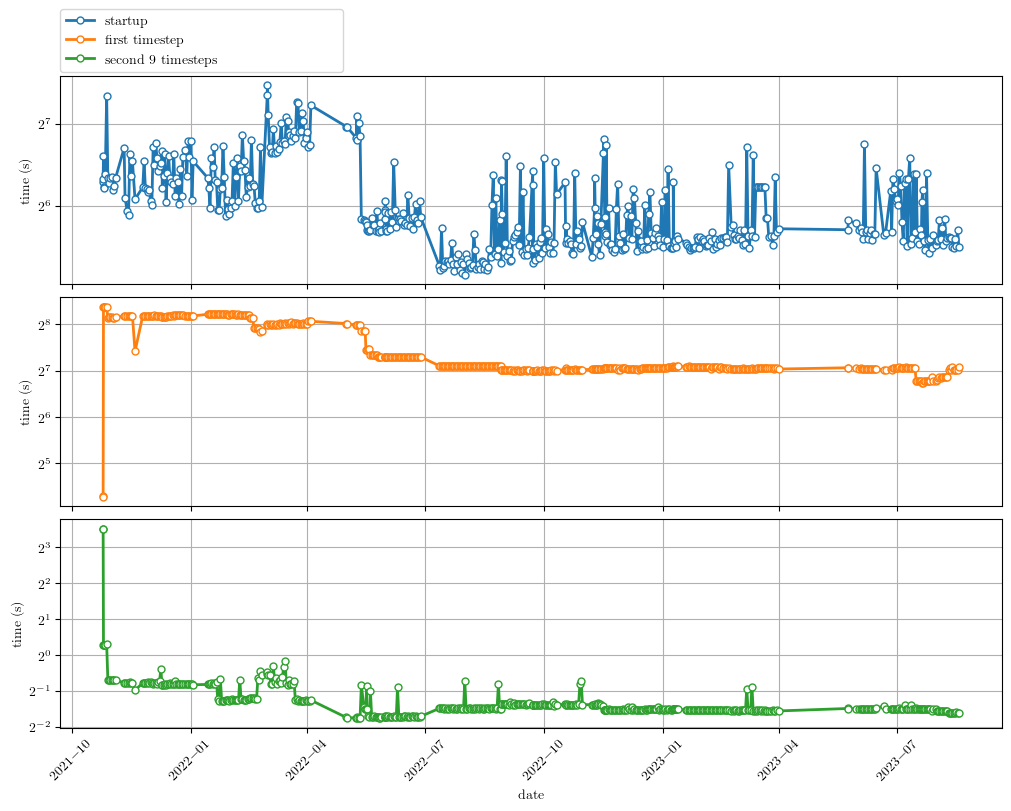 startup
first timestep
second 9 timesteps
2^7
2^6
time (s)
2^8
2^7
2^6
2^5
time (s)
2^3
2^2
2^1
2^0
2^−1
2^−2
time (s)
2021−10
2022−01
2022−04
2022−07
2022−10
2023−01
2023−04
2023−07
date